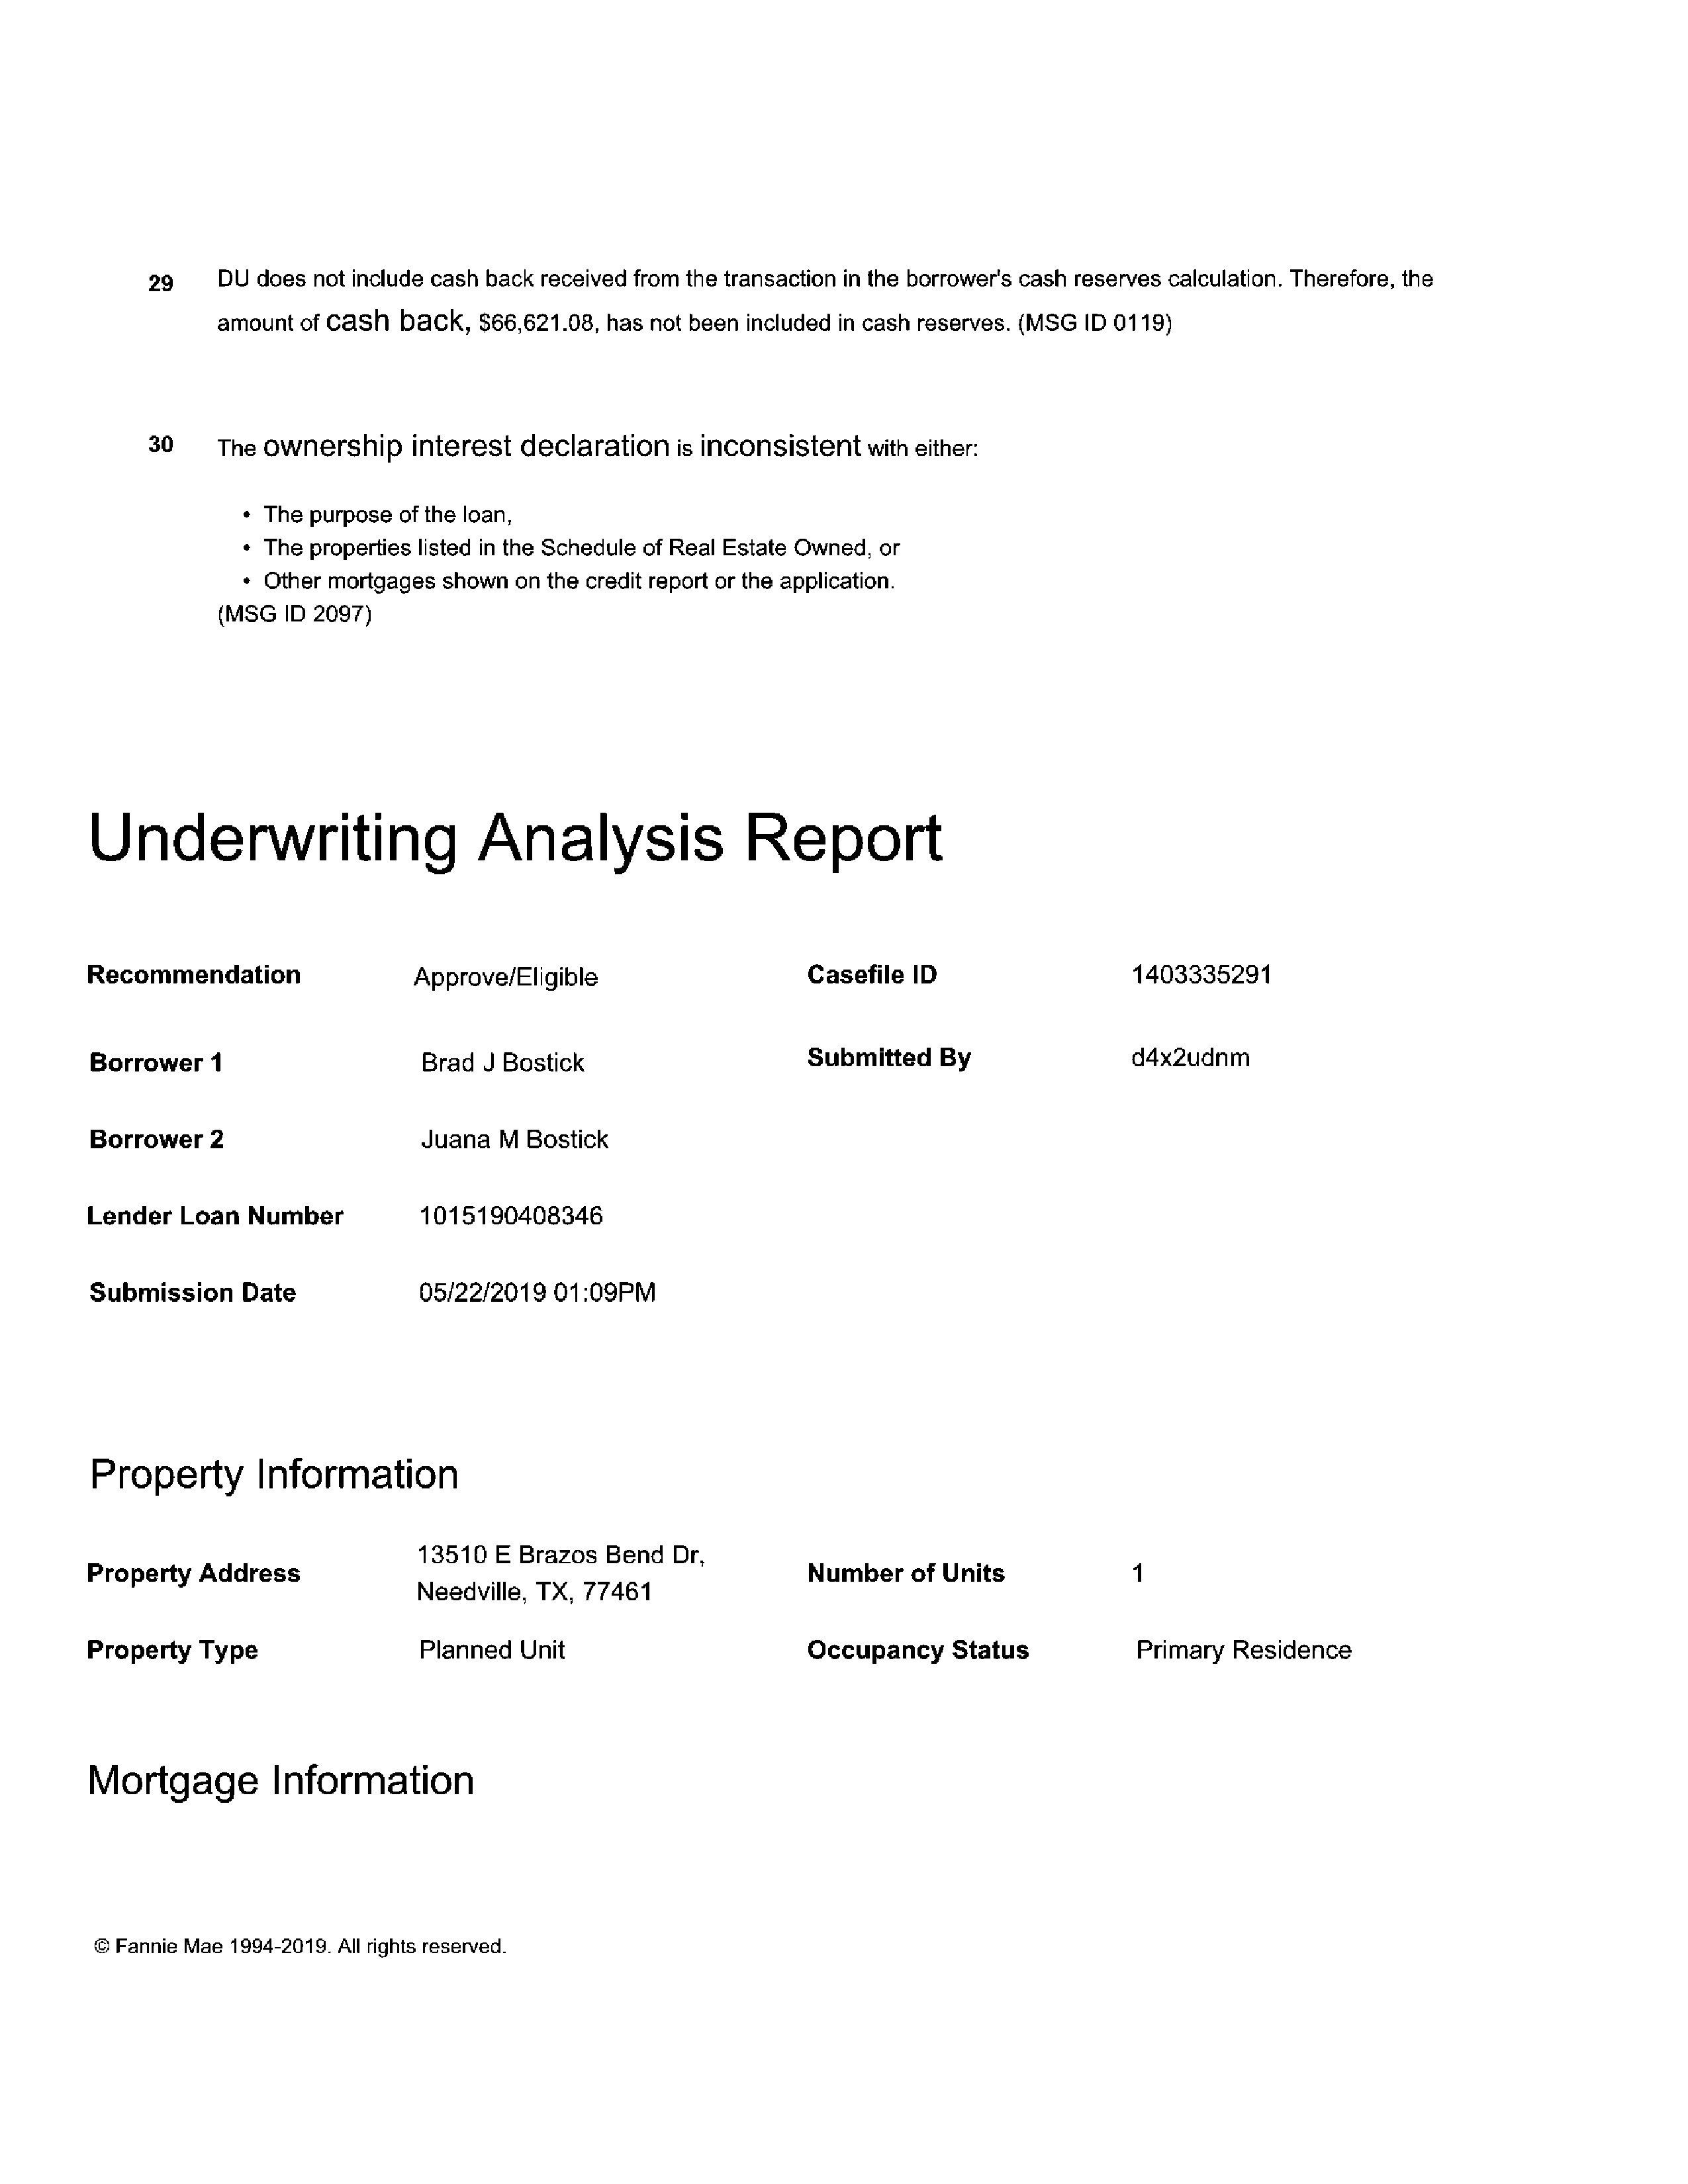 29 DU does not include cash back received from the transaction in the borrower's cash reserves calculation. Therefore, the
amount of cash back, $66,621.08, has not been included in cash reserves. (MSG ID 0119)
30 The ownership interest declaration is inconsistent with either:
• The purpose of the loan,
• The properties listed in the Schedule of Real Estate Owned, or
• Other mortgages shown on the credit report or the application.
(MSG ID 2097)
Underwriting Analysis Report
Recommendation Approve/Eligible Casefile ID 1403335291
Borrower 1 Brad J Bostick Submitted By d4x2udnm
Borrower 2 Juana M Bostick
Lender Loan Number 1015190408346
Submission Date 05/22/2019 01:09PM
Property Information
Property Address 13510 E Brazos Bend Dr, Number of Units 1
Needville, TX, 77461
Property Type Planned Unit Occupancy Status Primary Residence
Mortgage Information
© Fannie Mae 1994-2019. All rights reserved.